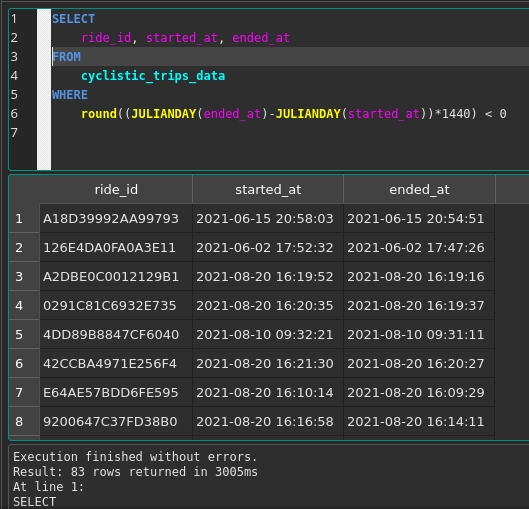 1 SELECT
2 ride_id, started_at, ended_at
3 FROM
4 cyclistic_trips_data
5 WHERE
6 round((JULIANDAY(ended_at)-JULIANDAY(started_at))*1440) < 0
7
ride_id started_at ended_at
1 A18D39992AA99793 2021-06-15 20:58:03 2021-06-15 20:54:51
2 126E4DA0FA0A3E11 2021-06-02 17:52:32 2021-06-02 17:47:26
3 A2DBE0C0012129B1 2021-08-20 16:19:52 2021-08-20 16:19:16
4 0291C81C6932E735 2021-08-20 16:20:35 2021-08-20 16:19:37
5 4DD89B8847CF6040 2021-08-10 09:32:21 2021-08-10 09:31:11
6 42CCBA4971E256F4 2021-08-20 16:21:30 2021-08-20 16:20:27
7 E64AE57BDD6FE595 2021-08-20 16:10:14 2021-08-20 16:09:29
8 9200647C37FD38B0 2021-08-20 16:16:58 2021-08-20 16:14:11
Execution finished without errors.
Result: 83 rows returned in 3005ms
At line 1:
SELECT